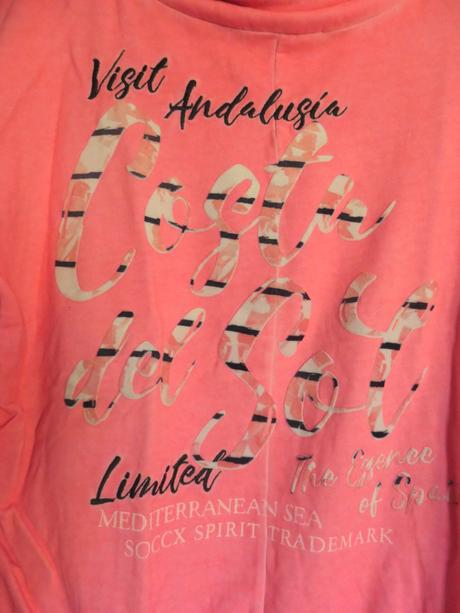 Visit
Andalusía
Costa
del Sol
Limited
The Essence
of Spain
MEDITERRANEAN SEA
SOCCX SPIRIT TRADEMARK